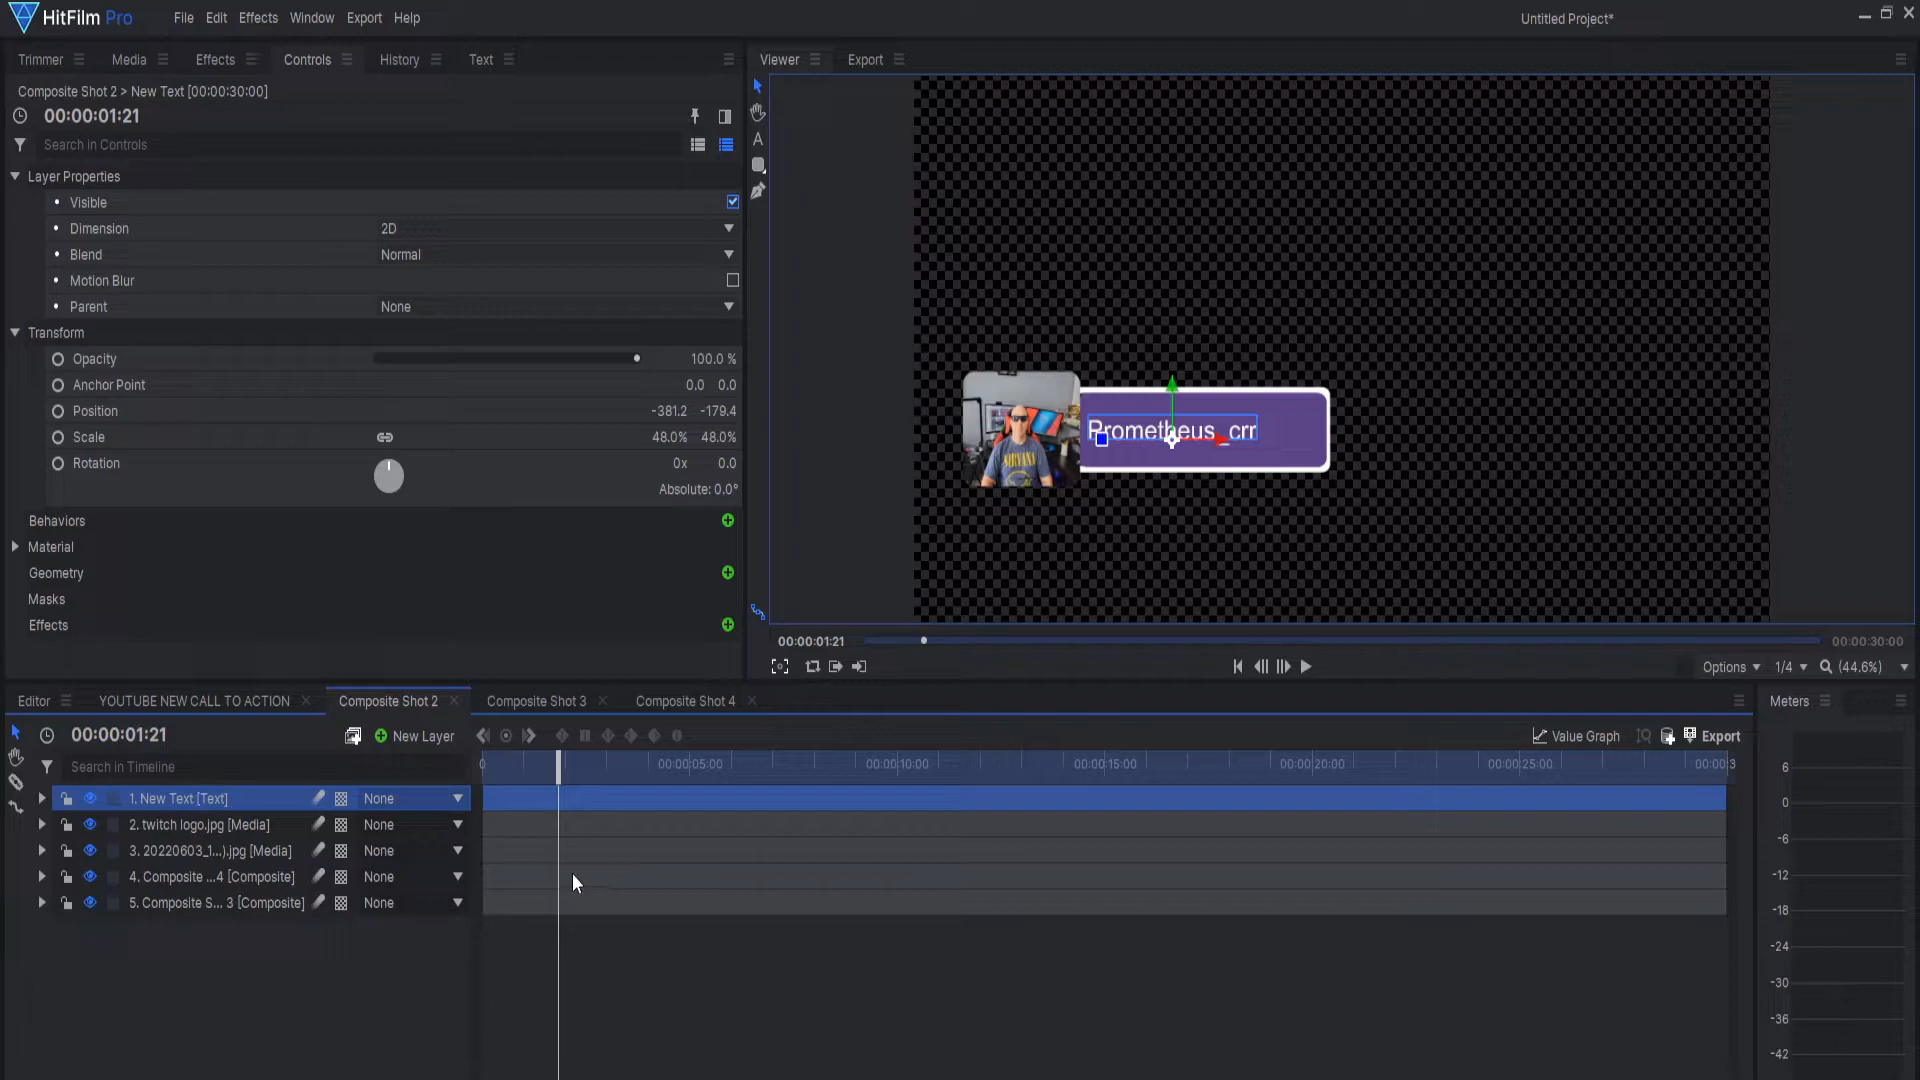 HitFilm Pro
File Edit Effects Window Export Help
Untitled Project*
Trimmer Media Effects Controls History Text
Viewer Export
Composite Shot 2 > New Text [00:00:30:00]
00:00:01:21
Search in Controls
Layer Properties
Visible
Dimension 2D
Blend Normal
Motion Blur
Parent None
Transform
Opacity 100.0 %
Anchor Point 0.0 0.0
Position -381.2 -179.4
Scale 48.0% 48.0%
Rotation 0x 0.0
Absolute: 0.0°
Behaviors
Material
Geometry
Masks
Effects
A
NIRVANA
Prometheus_crr
00:00:01:21 00:00:30:00
Options 1/4 (44.6%)
Editor YOUTUBE NEW CALL TO ACTION Composite Shot 2 Composite Shot 3 Composite Shot 4
Meters
00:00:01:21 New Layer Value Graph Export
Search in Timeline
0 00:00:05:00 00:00:10:00 00:00:15:00 00:00:20:00 00:00:25:00 00:00:3
1. New Text [Text] None
2. twitch logo.jpg [Media] None
3. 20220603_1...).jpg [Media] None
4. Composite ...4 [Composite] None
5. Composite S... 3 [Composite] None
6
0
-6
-12
-18
-24
-30
-36
-42